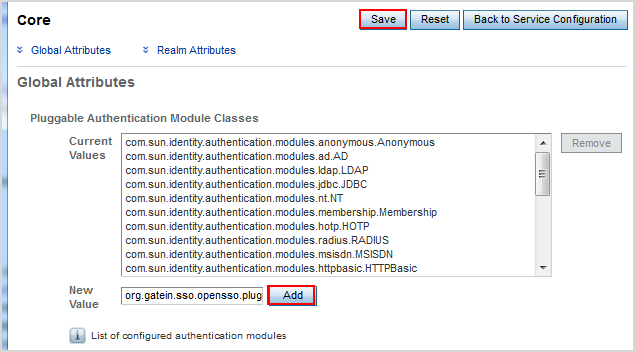 Core
Save
Reset
Back to Service Configuration
Global Attributes
Realm Attributes
Global Attributes
Pluggable Authentication Module Classes
Current Values
com.sun.identity.authentication.modules.anonymous.Anonymous
com.sun.identity.authentication.modules.ad.AD
com.sun.identity.authentication.modules.ldap.LDAP
com.sun.identity.authentication.modules.jdbc.JDBC
com.sun.identity.authentication.modules.nt.NT
com.sun.identity.authentication.modules.membership.Membership
com.sun.identity.authentication.modules.hotp.HOTP
com.sun.identity.authentication.modules.radius.RADIUS
com.sun.identity.authentication.modules.msisdn.MSISDN
com.sun.identity.authentication.modules.httpbasic.HTTPBasic
Remove
New Value
org.gatein.sso.opensso.plug
Add
List of configured authentication modules